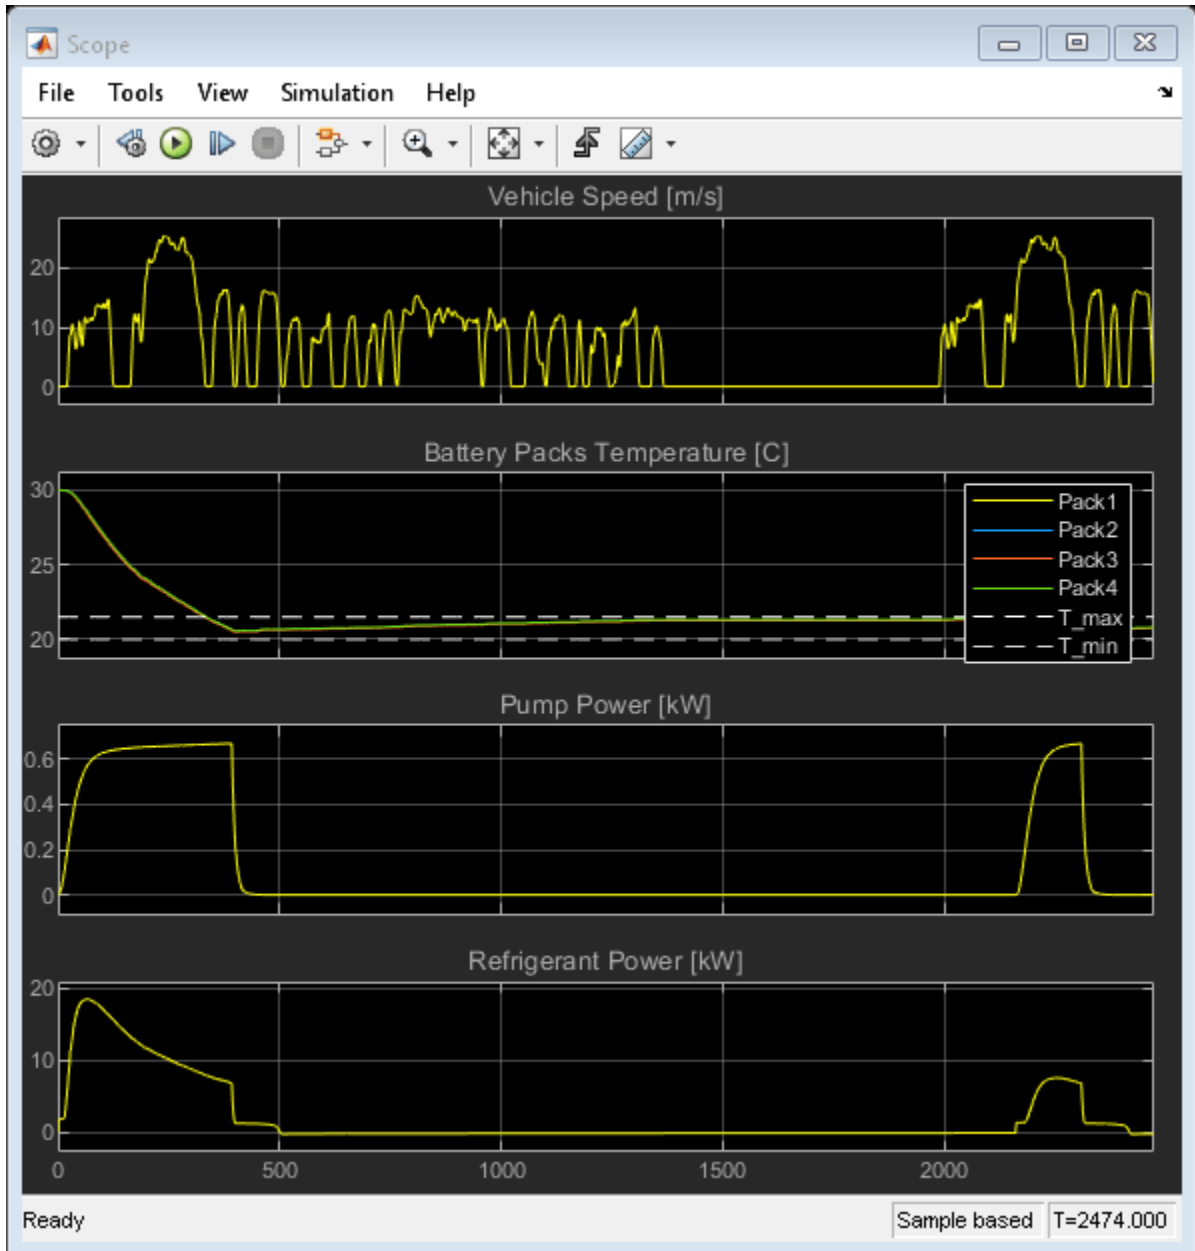 Scope
File Tools View Simulation Help
Vehicle Speed [m/s]
20
10
0
Battery Packs Temperature [C]
30
25
20
Pack1
Pack2
Pack3
Pack4
T_max
T_min
Pump Power [kW]
0.6
0.4
0.2
0
Refrigerant Power [kW]
20
10
0
0 500 1000 1500 2000
Ready Sample based T=2474.000